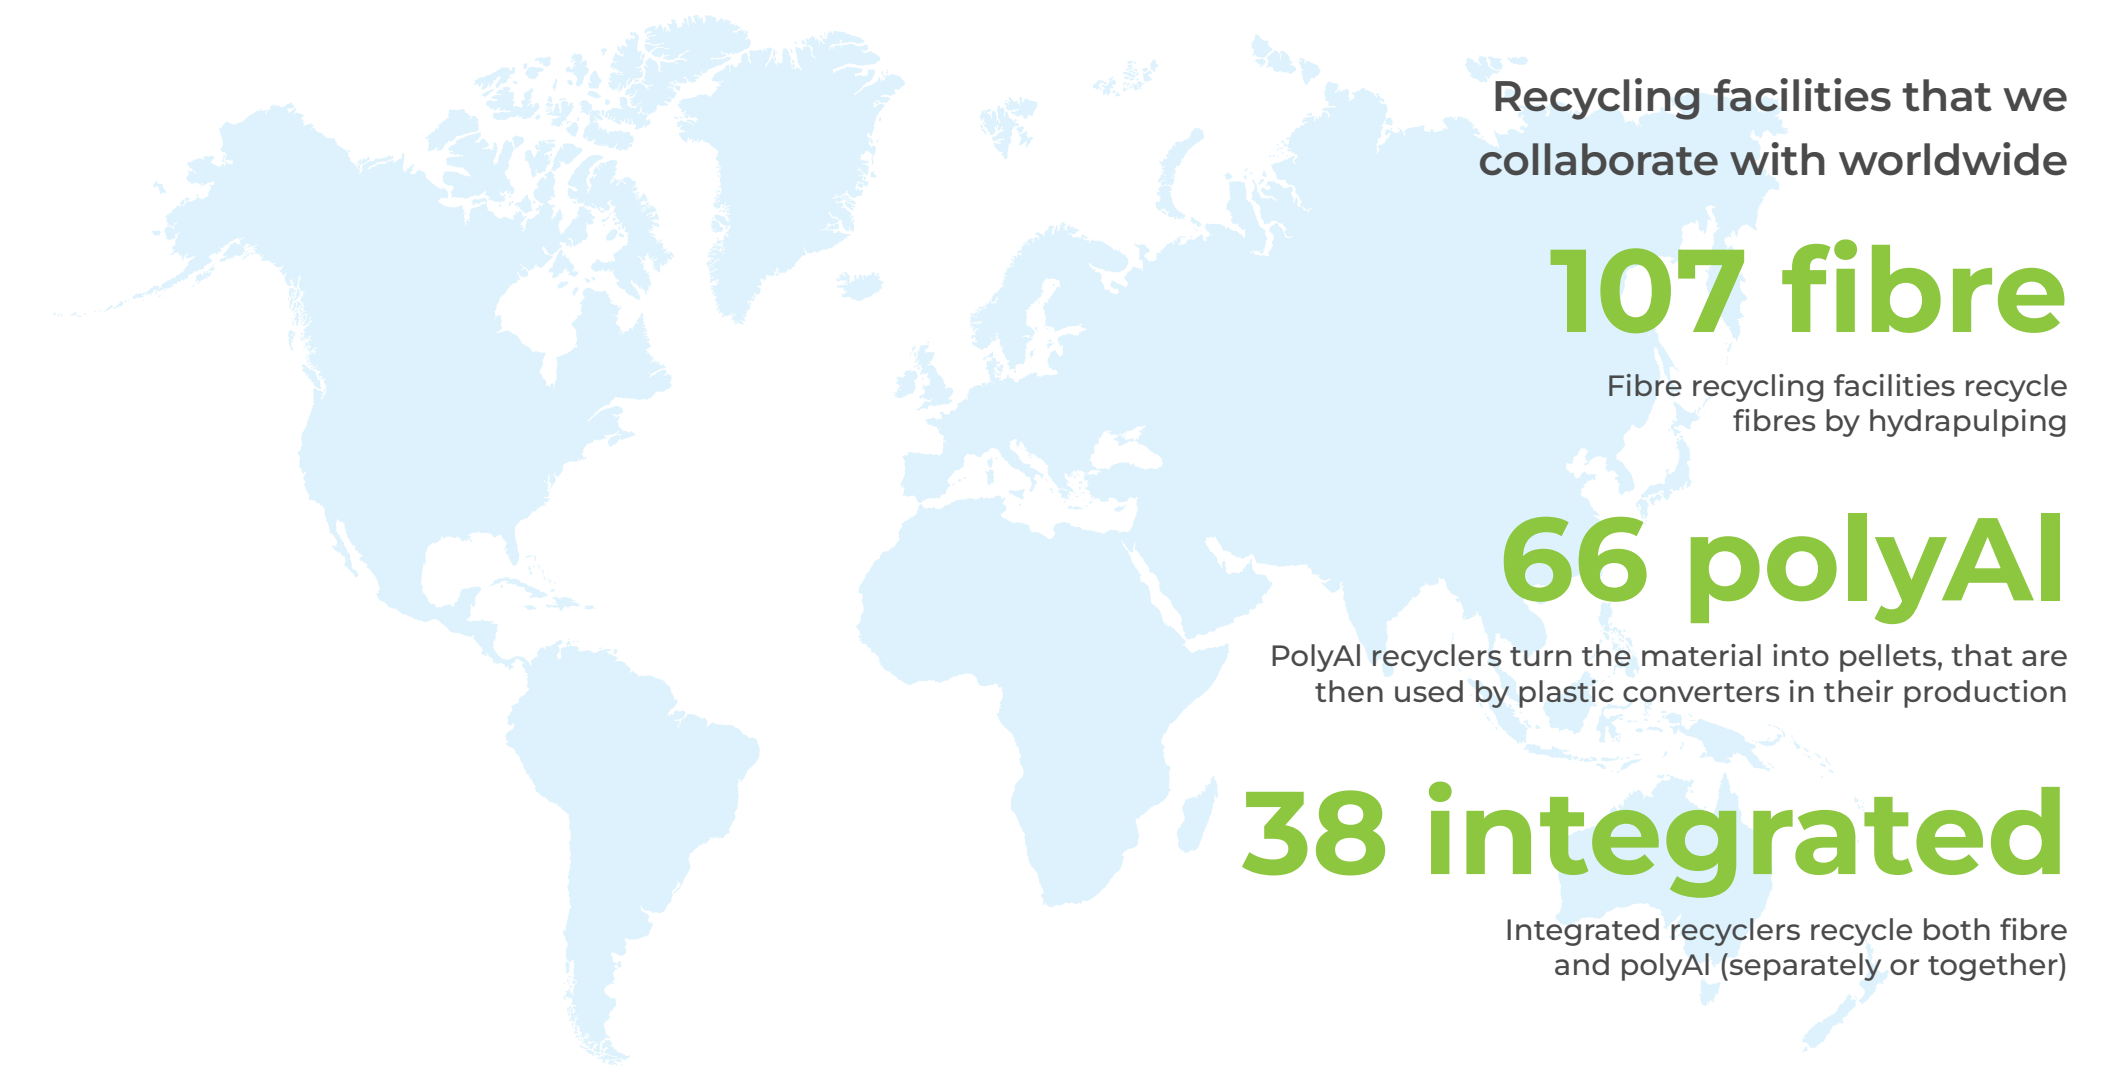 Recycling facilities that we
collaborate with worldwide
107 fibre
Fibre recycling facilities recycle
fibres by hydrapulping
66 polyAl
PolyAl recyclers turn the material into pellets, that are
then used by plastic converters in their production
38 integrated
Integrated recyclers recycle both fibre
and polyAl (separately or together)